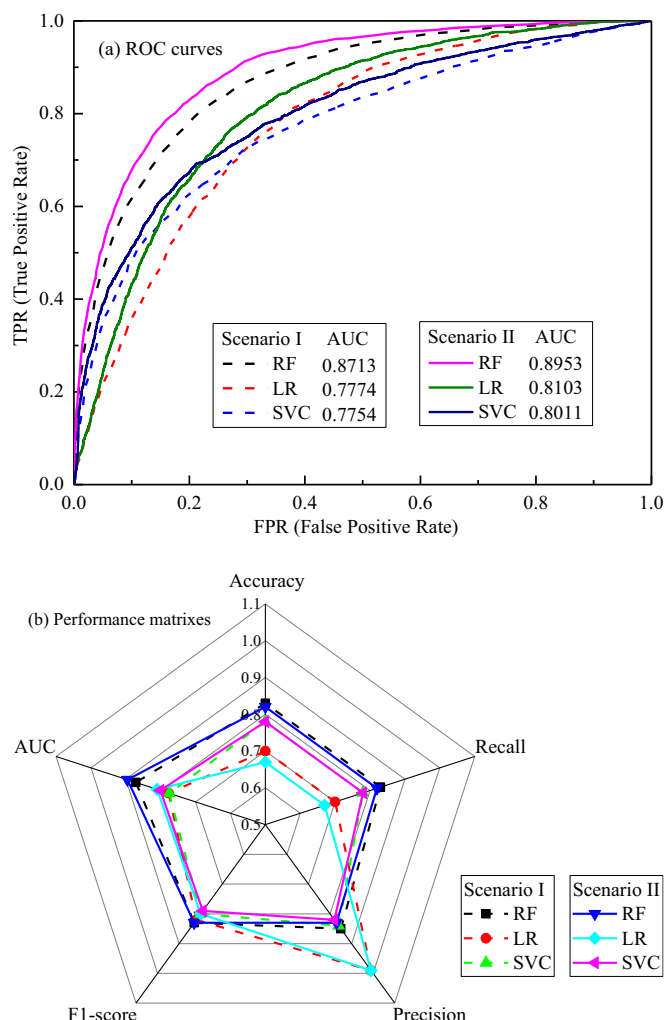 (a) ROC curves
1.0
0.8
0.6
0.4
0.2
0.0
TPR (True Positive Rate)
Scenario I AUC
RF 0.8713
LR 0.7774
SVC 0.7754
Scenario II AUC
RF 0.8953
LR 0.8103
SVC 0.8011
0.0 0.2 0.4 0.6 0.8 1.0
FPR (False Positive Rate)
Accuracy
(b) Performance matrixes
1.1
1.0
0.9
0.8
0.7
0.6
0.5
AUC
Recall
F1-score
Precision
Scenario I
RF
LR
SVC
Scenario II
RF
LR
SVC